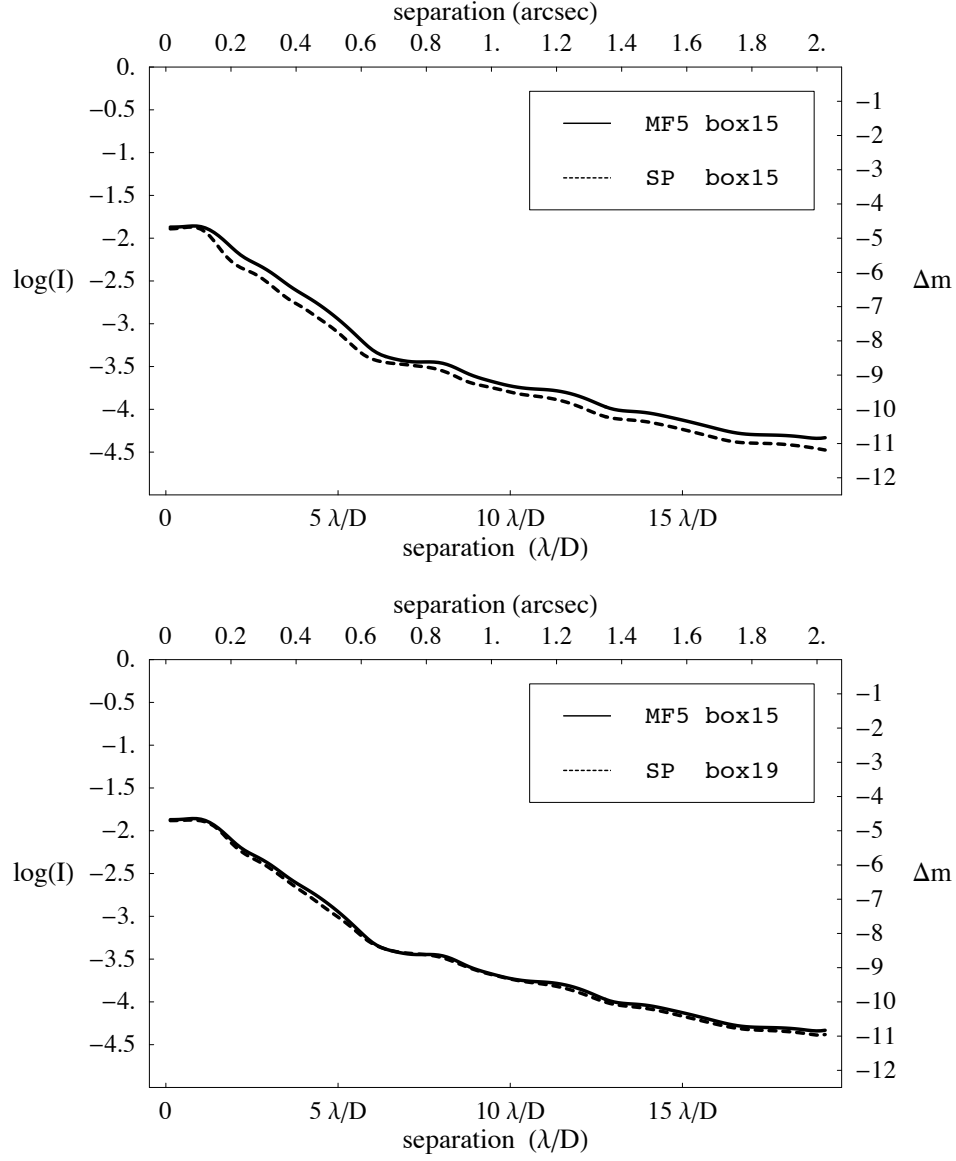 separation (arcsec)
0 0.2 0.4 0.6 0.8 1. 1.2 1.4 1.6 1.8 2.
0.
−0.5
−1.
−1.5
−2.
−2.5
−3.
−3.5
−4.
−4.5
log(I)
MF5 box15
SP box15
−1
−2
−3
−4
−5
−6
−7
−8
−9
−10
−11
−12
Δm
0 5 λ/D 10 λ/D 15 λ/D
separation (λ/D)
separation (arcsec)
0 0.2 0.4 0.6 0.8 1. 1.2 1.4 1.6 1.8 2.
0.
−0.5
−1.
−1.5
−2.
−2.5
−3.
−3.5
−4.
−4.5
log(I)
MF5 box15
SP box19
−1
−2
−3
−4
−5
−6
−7
−8
−9
−10
−11
−12
Δm
0 5 λ/D 10 λ/D 15 λ/D
separation (λ/D)